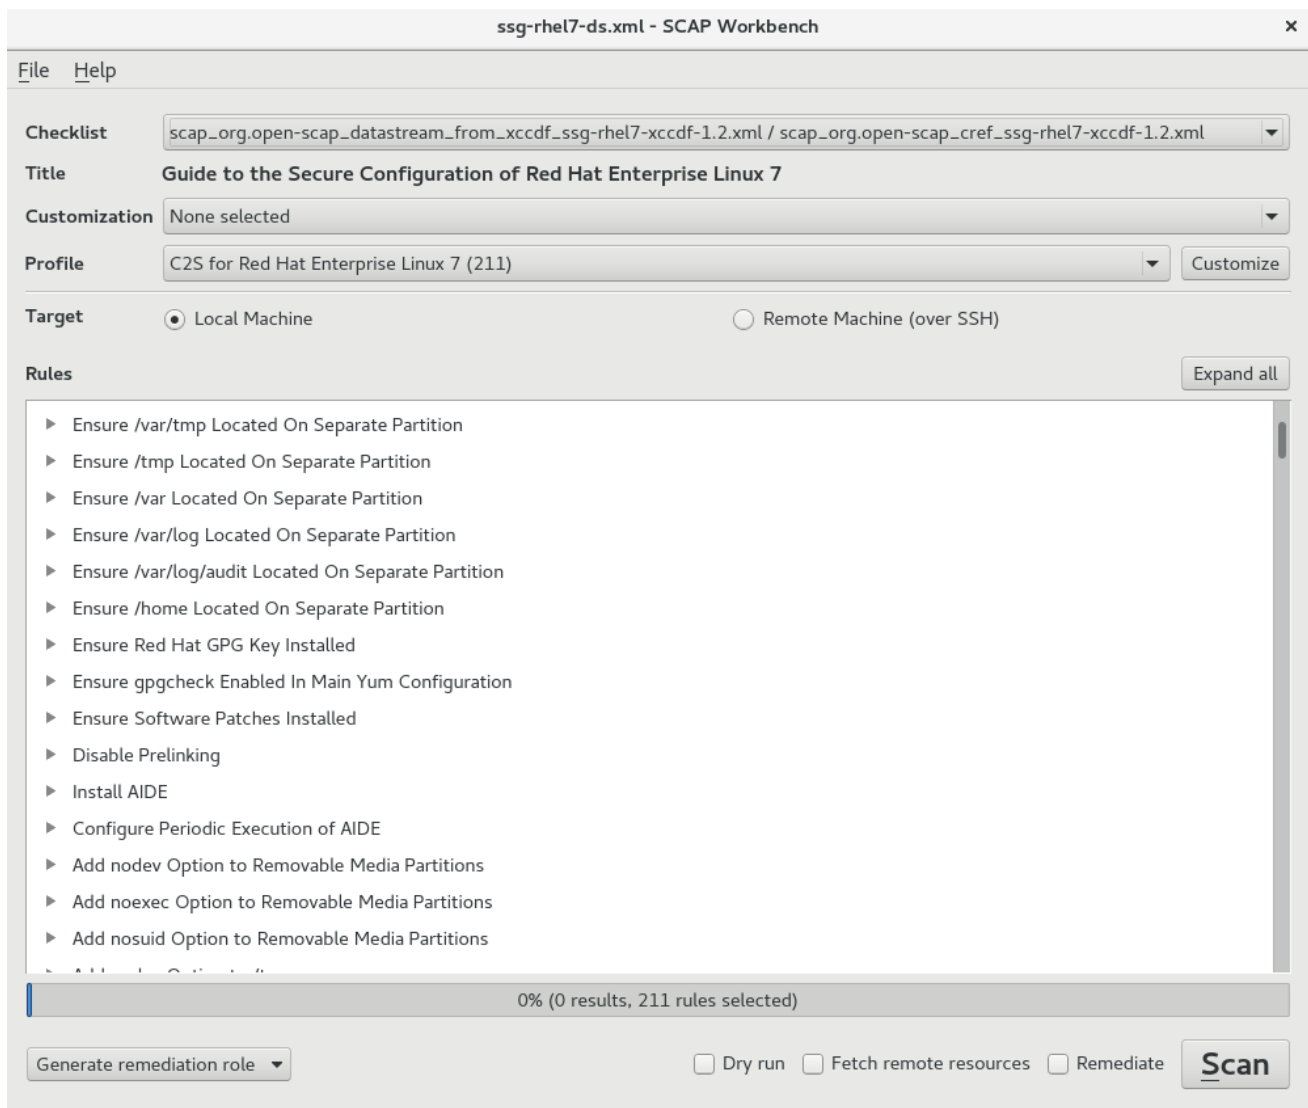 ssg-rhel7-ds.xml - SCAP Workbench
File Help
Checklist scap_org.open-scap_datastream_from_xccdf_ssg-rhel7-xccdf-1.2.xml / scap_org.open-scap_cref_ssg-rhel7-xccdf-1.2.xml
Title Guide to the Secure Configuration of Red Hat Enterprise Linux 7
Customization None selected
Profile C2S for Red Hat Enterprise Linux 7 (211) Customize
Target Local Machine Remote Machine (over SSH)
Rules Expand all
Ensure /var/tmp Located On Separate Partition
Ensure /tmp Located On Separate Partition
Ensure /var Located On Separate Partition
Ensure /var/log Located On Separate Partition
Ensure /var/log/audit Located On Separate Partition
Ensure /home Located On Separate Partition
Ensure Red Hat GPG Key Installed
Ensure gpgcheck Enabled In Main Yum Configuration
Ensure Software Patches Installed
Disable Prelinking
Install AIDE
Configure Periodic Execution of AIDE
Add nodev Option to Removable Media Partitions
Add noexec Option to Removable Media Partitions
Add nosuid Option to Removable Media Partitions
0% (0 results, 211 rules selected)
Generate remediation role Dry run Fetch remote resources Remediate Scan